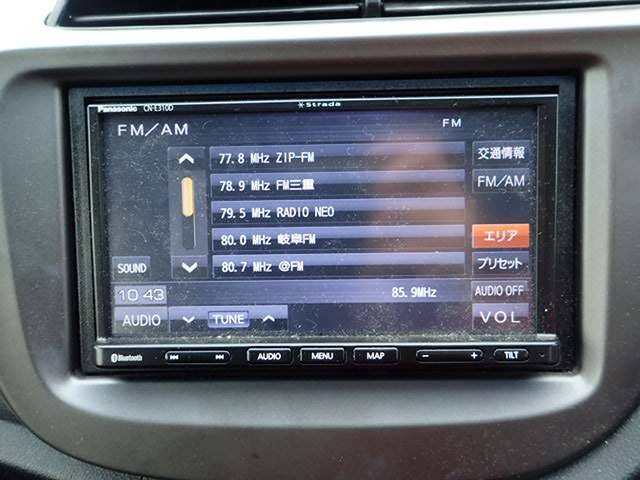 Panasonic CN-E310D
Strada
FM/AM
FM
77.8 MHz ZIP-FM
交通情報
78.9 MHz FM三重
FM/AM
79.5 MHz RADIO NEO
80.0 MHz 岐阜FM
エリア
SOUND
80.7 MHz @FM
プリセット
10:43
85.9MHz
AUDIO OFF
AUDIO
TUNE
VOL
Bluetooth
AUDIO
MENU
MAP
- +
TILT